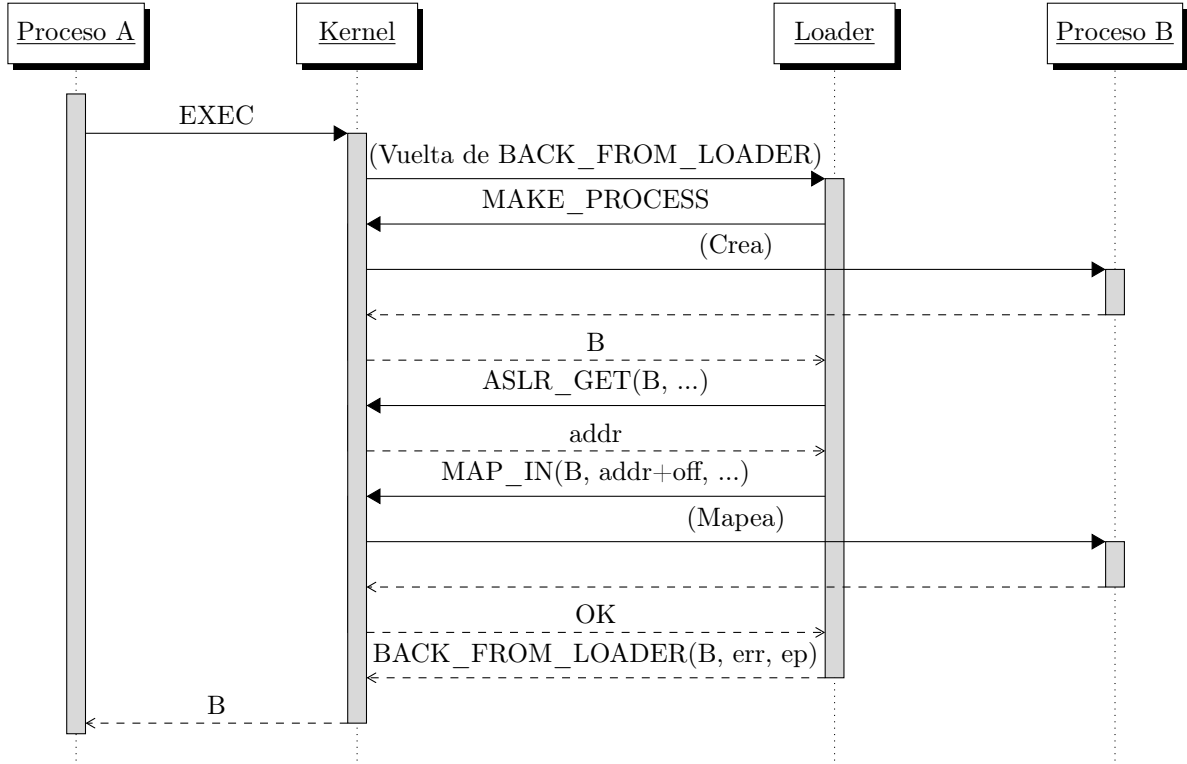 Proceso A
Kernel
Loader
Proceso B
EXEC
(Vuelta de BACK_FROM_LOADER)
MAKE_PROCESS
(Crea)
B
ASLR_GET(B, ...)
addr
MAP_IN(B, addr+off, ...)
(Mapea)
OK
BACK_FROM_LOADER(B, err, ep)
B